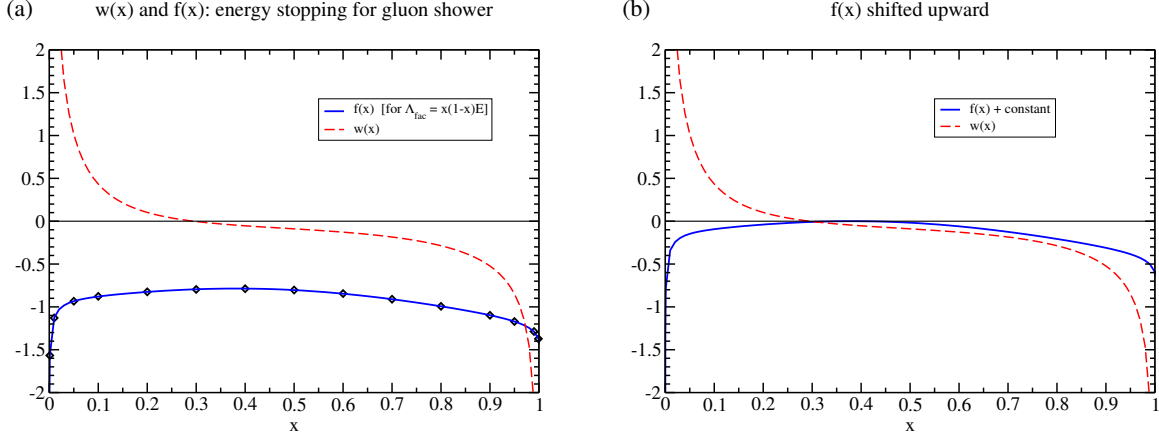 (a)
w(x) and f(x): energy stopping for gluon shower
2
1.5
1
0.5
0
-0.5
-1
-1.5
-2
f(x) [for Λfac = x(1-x)E]
w(x)
0 0.1 0.2 0.3 0.4 0.5 0.6 0.7 0.8 0.9 1
x
(b)
f(x) shifted upward
2
1.5
1
0.5
0
-0.5
-1
-1.5
-2
f(x) + constant
w(x)
0 0.1 0.2 0.3 0.4 0.5 0.6 0.7 0.8 0.9 1
x